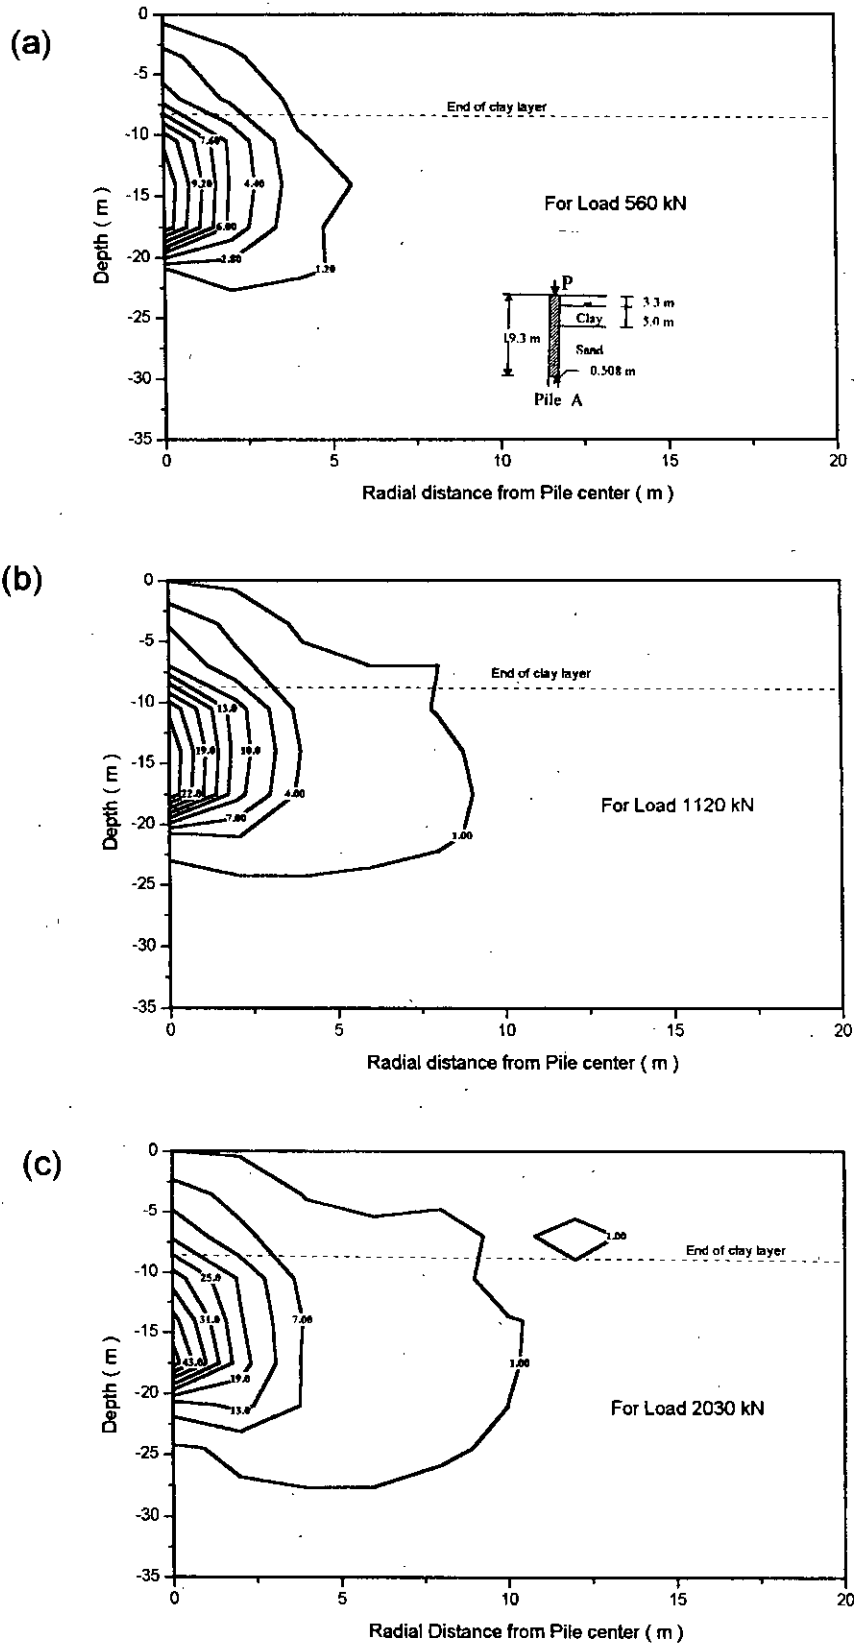 (a)
0
-5
-10
-15
-20
-25
-30
-35
Depth ( m )
End of clay layer
7.60
9.20
4.40
6.00
2.80
1.20
For Load 560 kN
P
3.3 m
Clay
5.0 m
19.3 m
Sand
0.508 m
Pile A
0 5 10 15 20
Radial distance from Pile center ( m )
(b)
0
-5
-10
-15
-20
-25
-30
-35
Depth ( m )
End of clay layer
13.0
19.0
10.0
22.0
4.00
7.00
1.00
For Load 1120 kN
0 5 10 15 20
Radial distance from Pile center ( m )
(c)
0
-5
-10
-15
-20
-25
-30
-35
Depth ( m )
1.00
End of clay layer
25.0
31.0
7.00
43.0
19.0
13.0
1.00
For Load 2030 kN
0 5 10 15 20
Radial Distance from Pile center ( m )